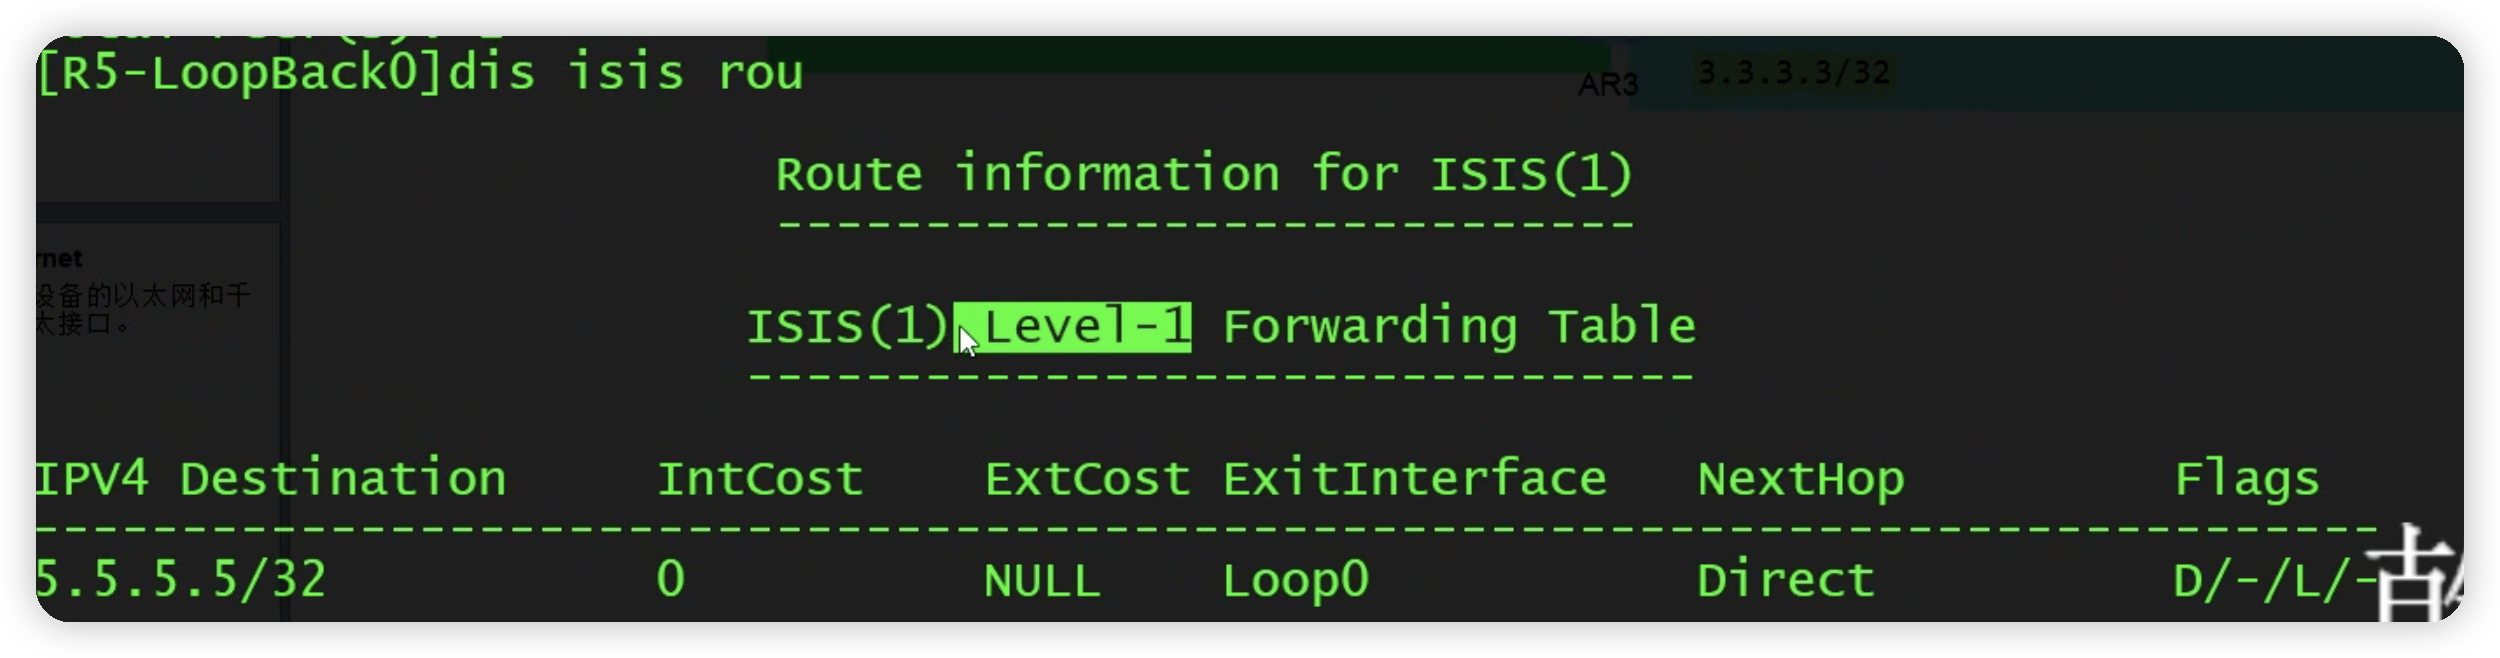 [R5-LoopBack0]dis isis rou
AR3
3.3.3.3/32
Route information for ISIS(1)
--------------------------------
rnet
设备的以太网和千
太接口。
ISIS(1) Level-1 Forwarding Table
--------------------------------
IPV4 Destination IntCost ExtCost ExitInterface NextHop Flags
--------------------------------------------------------------------------------
5.5.5.5/32 0 NULL Loop0 Direct D/-/L/-